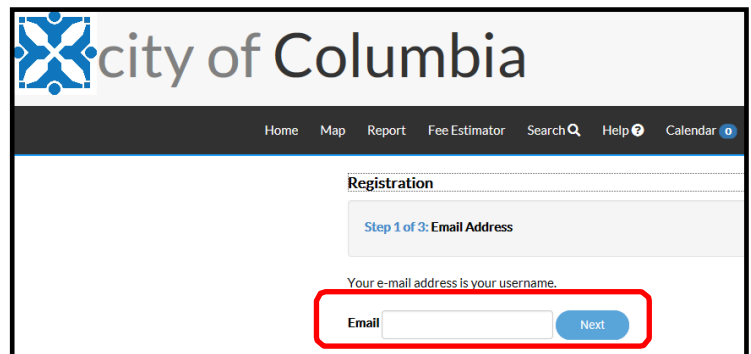 city of Columbia
Home Map Report Fee Estimator Search Help ? Calendar 0
Registration
Step 1 of 3: Email Address
Your e-mail address is your username.
Email Next